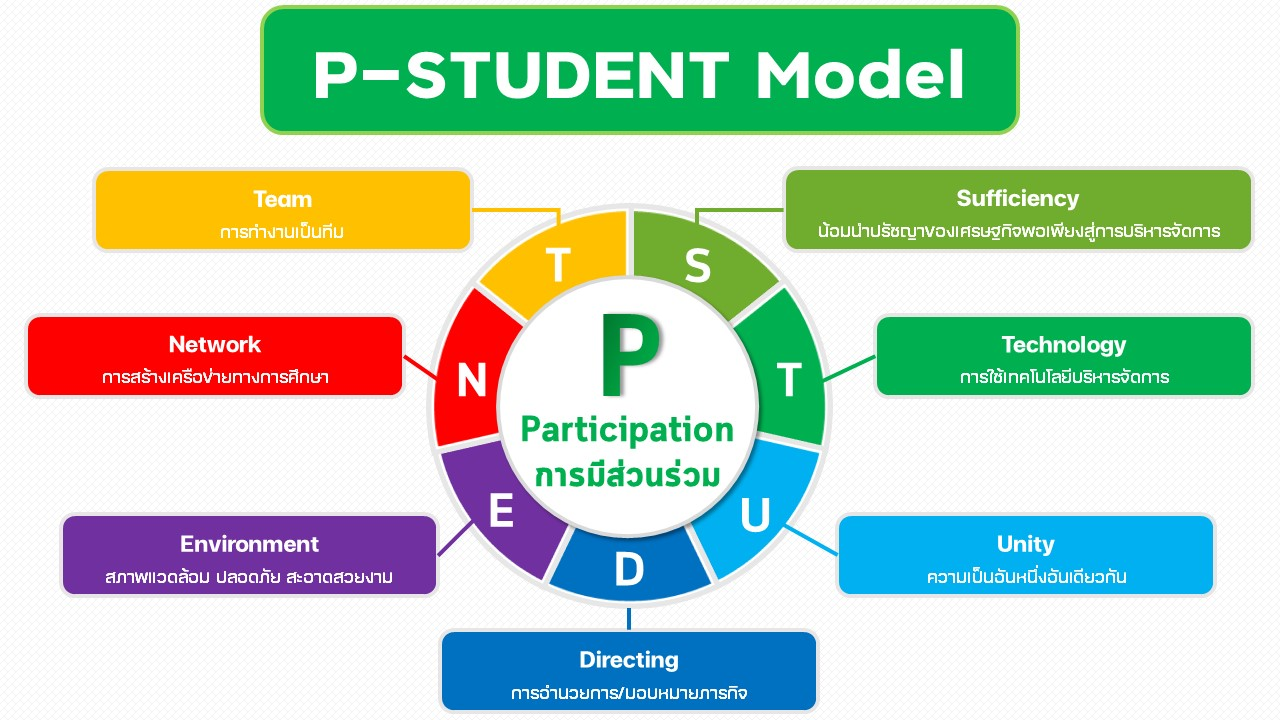 P-STUDENT Model
Team
การทำงานเป็นทีม
Sufficiency
น้อมนำปรัชญาของเศรษฐกิจพอเพียงสู่การบริหารจัดการ
T
S
Network
การสร้างเครือข่ายทางการศึกษา
N
P
Participation
การมีส่วนร่วม
T
Technology
การใช้เทคโนโลยีบริหารจัดการ
Environment
สภาพแวดล้อม ปลอดภัย สะอาดสวยงาม
E
D
U
Unity
ความเป็นอันหนึ่งอันเดียวกัน
Directing
การอำนวยการ/มอบหมายภารกิจ